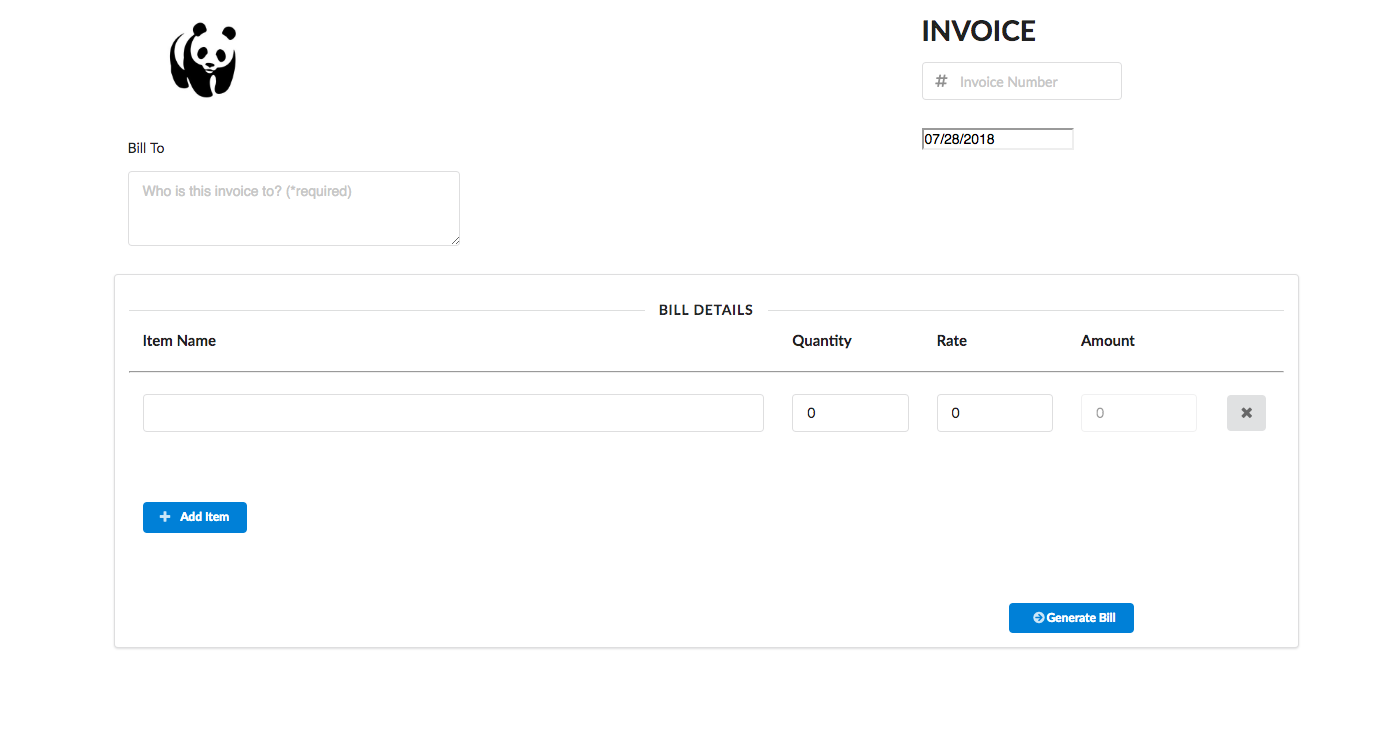 INVOICE
# Invoice Number
07/28/2018
Bill To
Who is this invoice to? (*required)
BILL DETAILS
Item Name Quantity Rate Amount
0 0 0
Add Item
Generate Bill